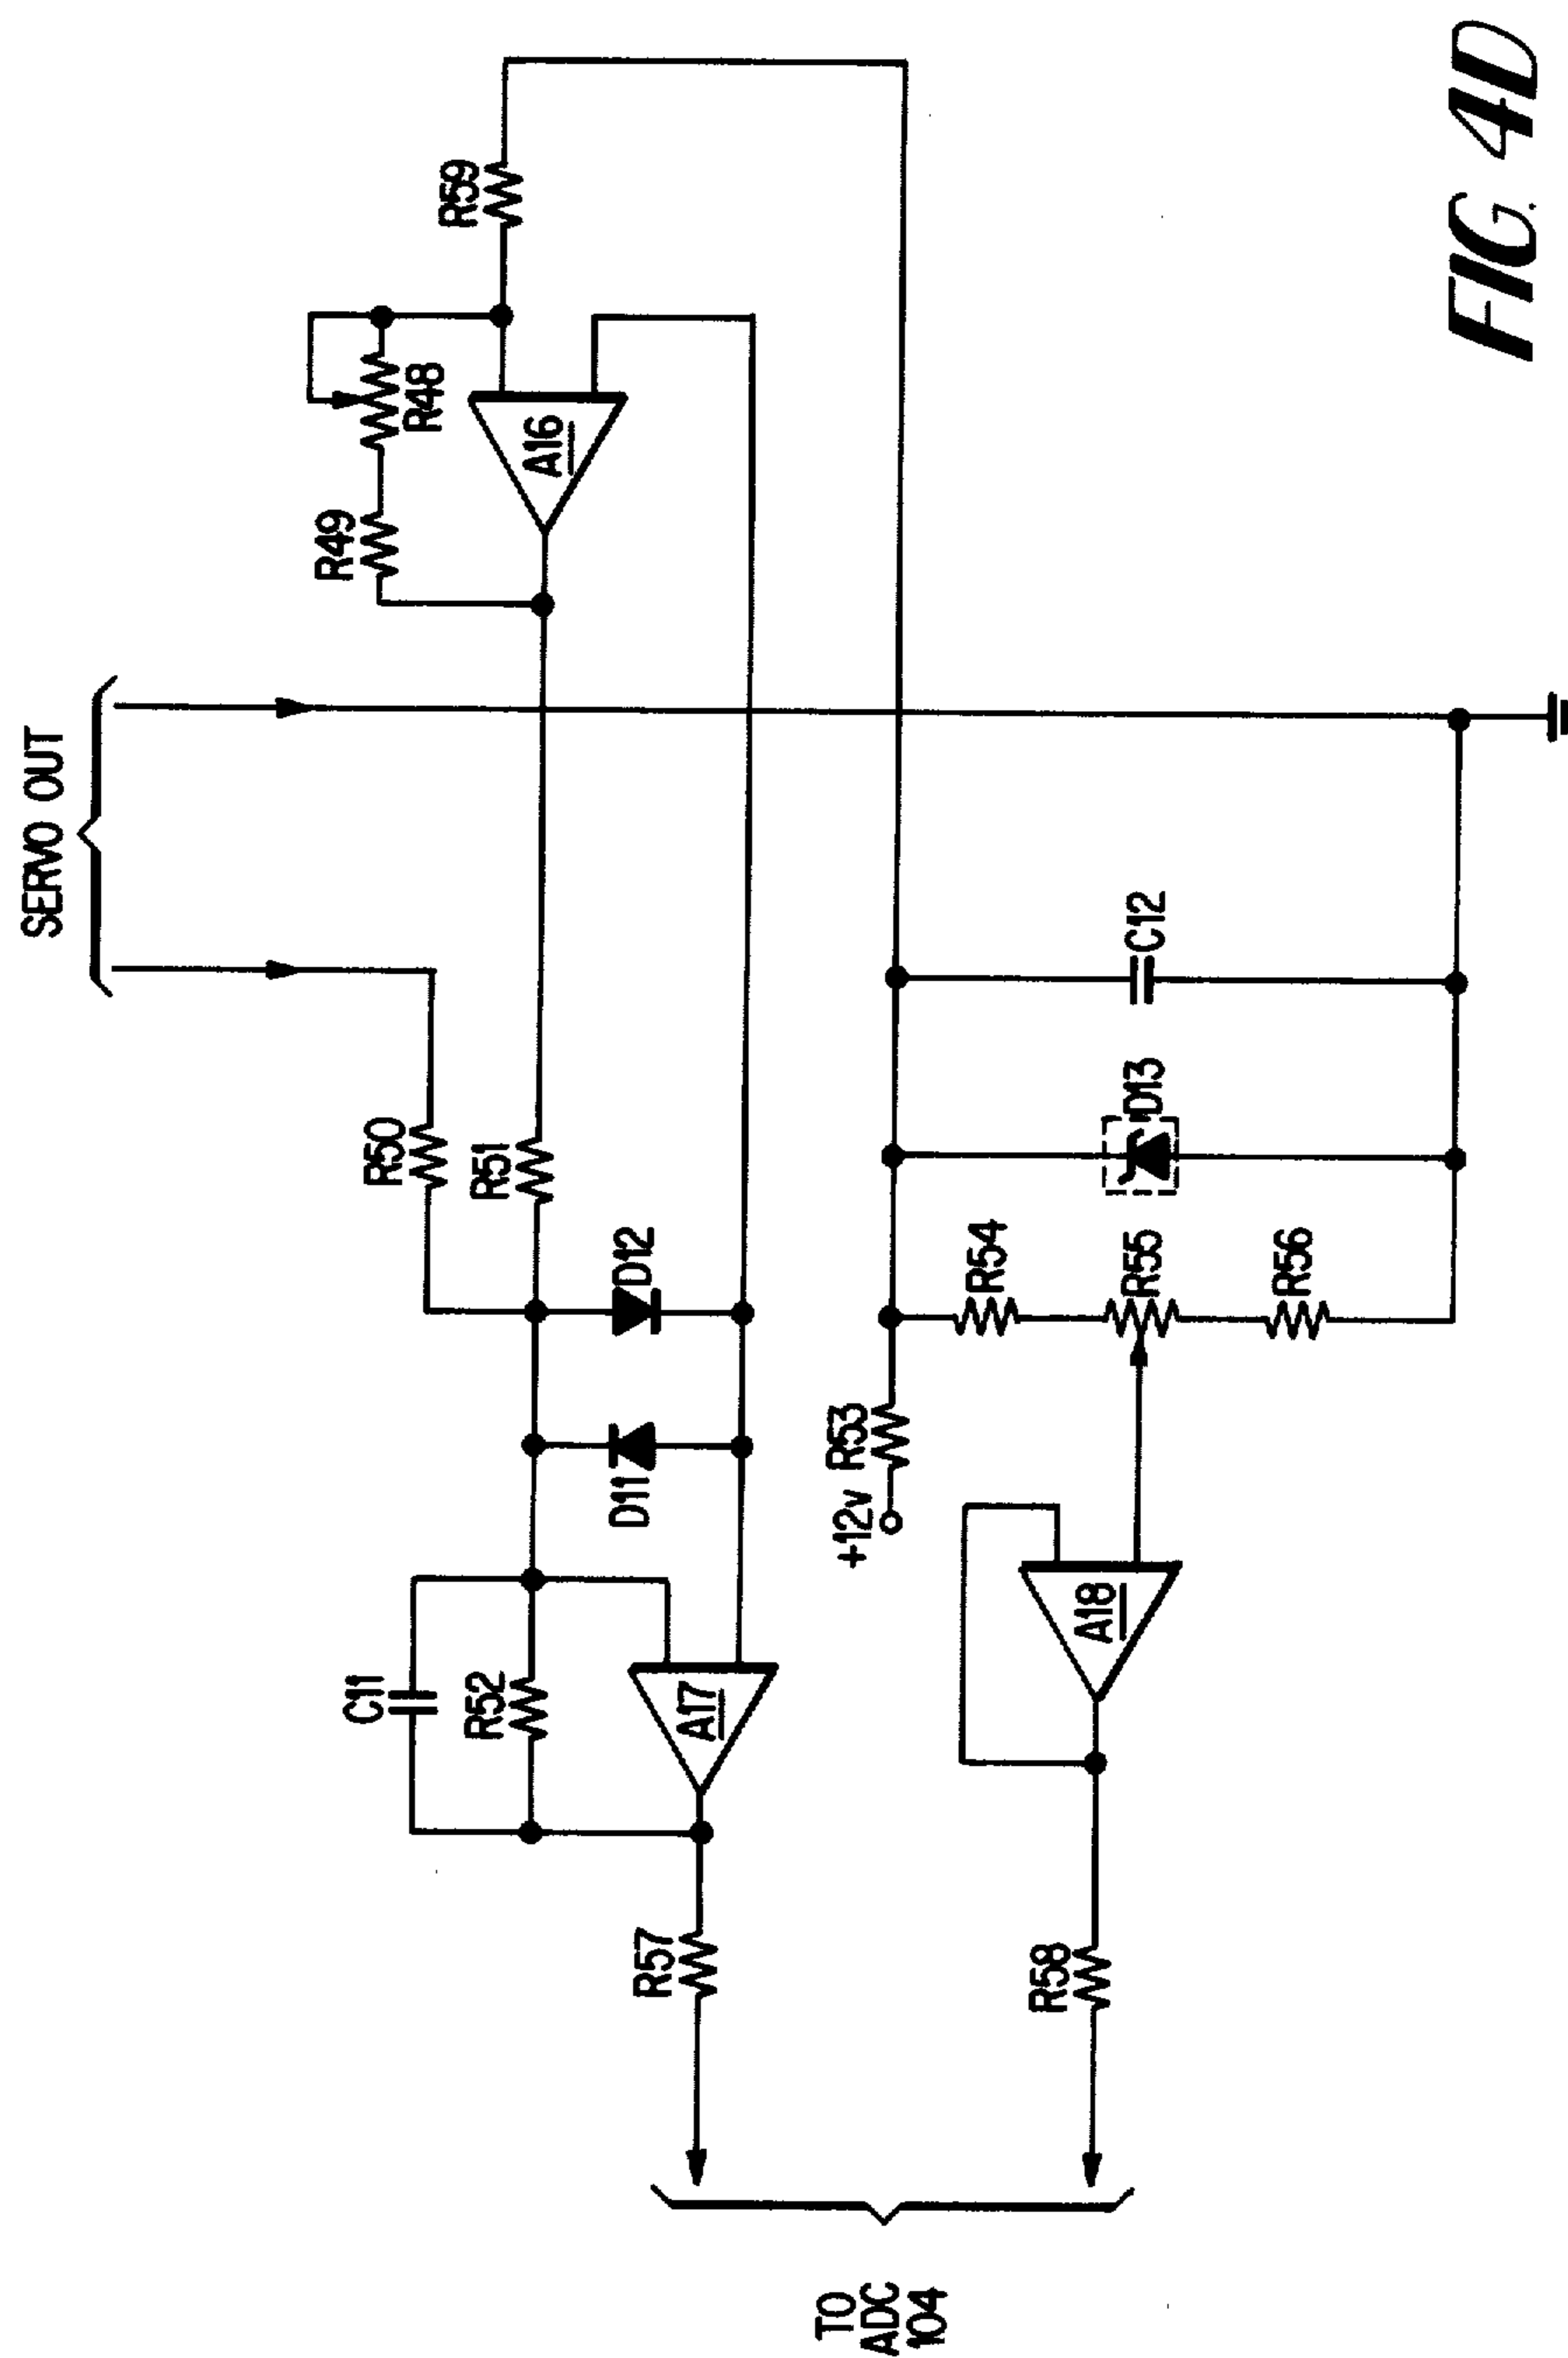 SERVO OUT
R59
R48
R49
A16
R50
R51
D12
D11
C11
R52
A17
R57
C12
D13
R54
R55
R56
+12v R53
A18
R58
TO
ADC
104
FIG. 4D